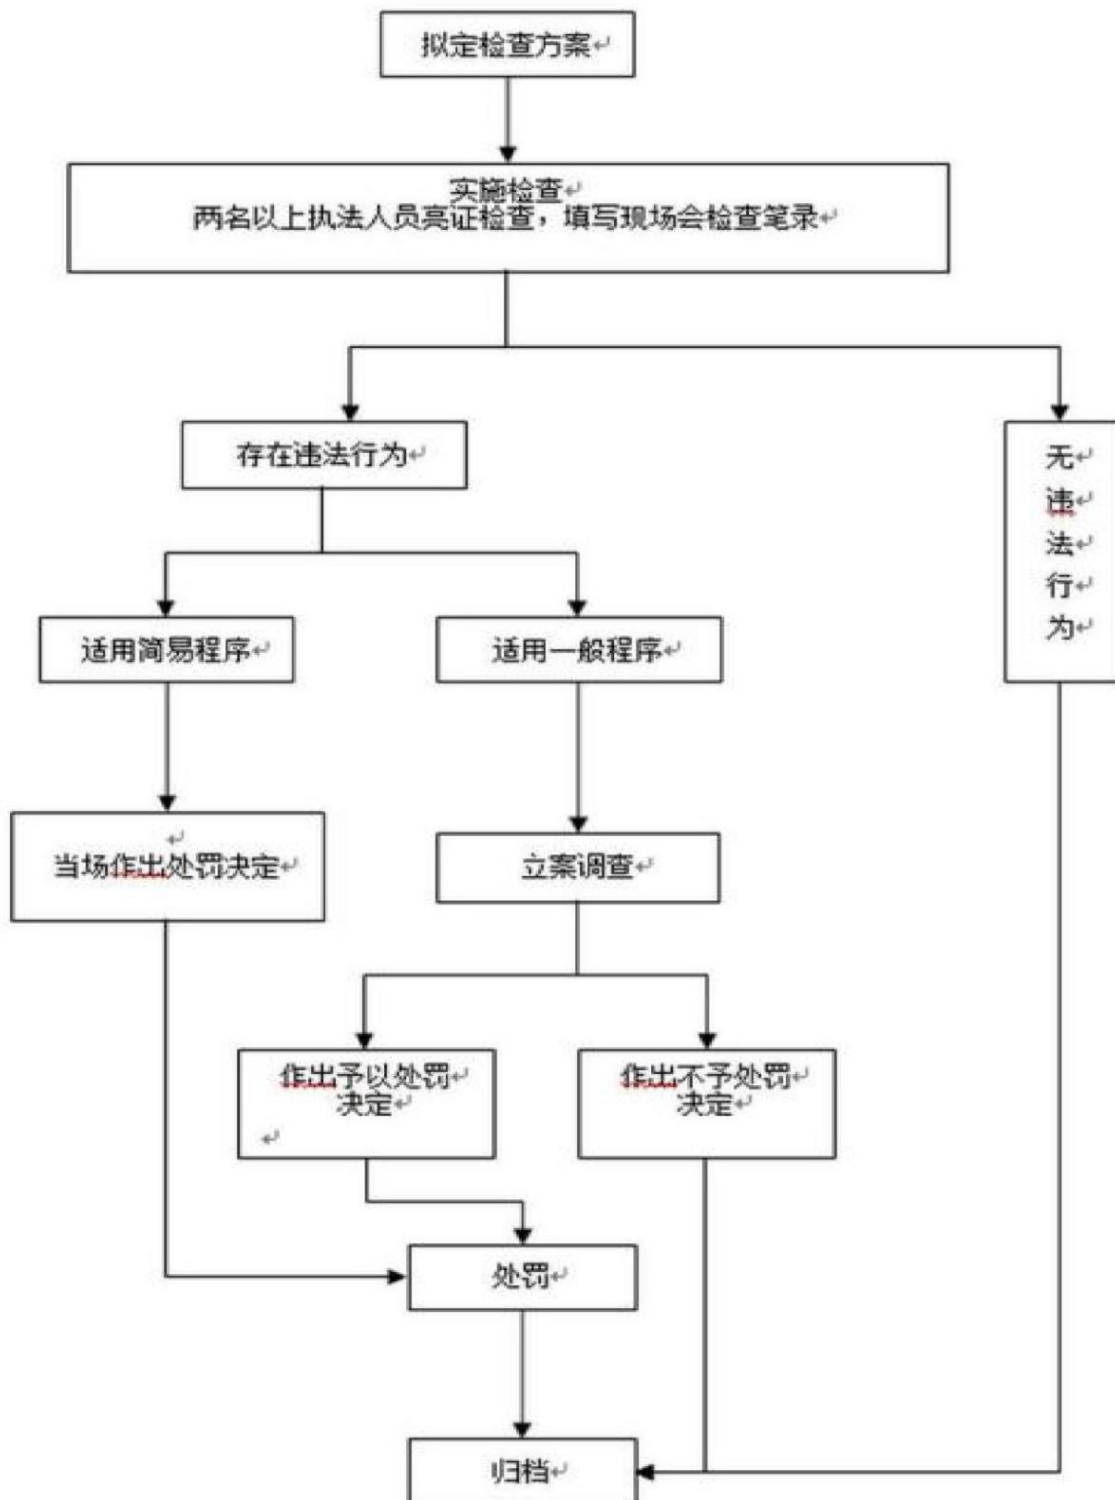 拟定检查方案
实施检查
两名以上执法人员亮证检查，填写现场会检查笔录
存在违法行为
无
违
法
行
为
适用简易程序
适用一般程序
当场作出处罚决定
立案调查
作出予以处罚
决定
作出不予处罚
决定
处罚
归档